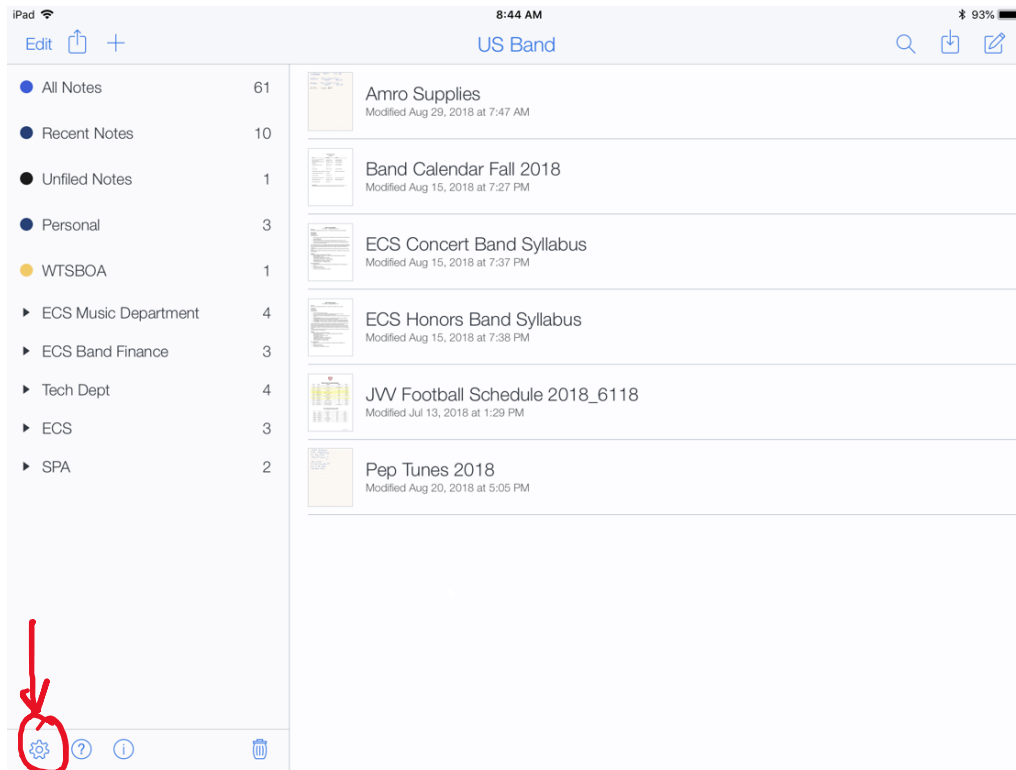 iPad 8:44 AM 93%
Edit US Band
All Notes 61
Recent Notes 10
Unfiled Notes 1
Personal 3
WTSBOA 1
ECS Music Department 4
ECS Band Finance 3
Tech Dept 4
ECS 3
SPA 2
Amro Supplies
Modified Aug 29, 2018 at 7:47 AM
Band Calendar Fall 2018
Modified Aug 15, 2018 at 7:27 PM
ECS Concert Band Syllabus
Modified Aug 15, 2018 at 7:37 PM
ECS Honors Band Syllabus
Modified Aug 15, 2018 at 7:38 PM
JVV Football Schedule 2018_6118
Modified Jul 13, 2018 at 1:29 PM
Pep Tunes 2018
Modified Aug 20, 2018 at 5:05 PM